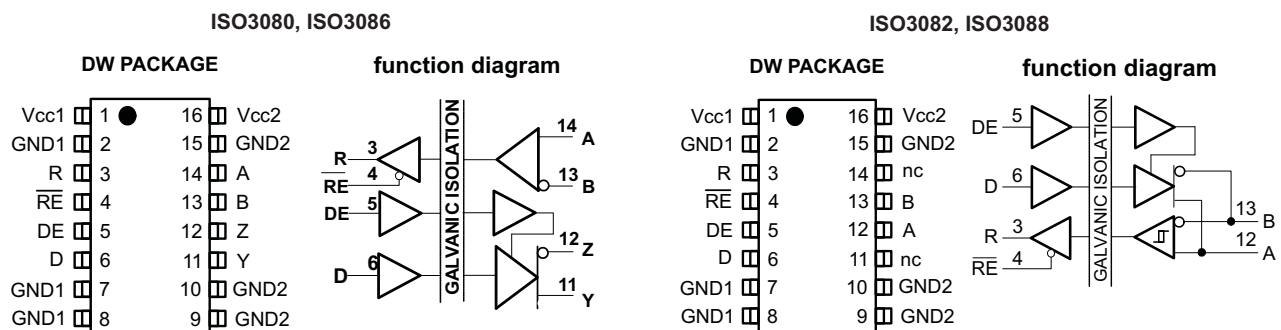 ISO3080, ISO3086
DW PACKAGE
Vcc1 1 16 Vcc2
GND1 2 15 GND2
R 3 14 A
RE 4 13 B
DE 5 12 Z
D 6 11 Y
GND1 7 10 GND2
GND1 8 9 GND2
function diagram
GALVANIC ISOLATION
R 3
RE 4
DE 5
D 6
14 A
13 B
12 Z
11 Y
ISO3082, ISO3088
DW PACKAGE
Vcc1 1 16 Vcc2
GND1 2 15 GND2
R 3 14 nc
RE 4 13 B
DE 5 12 A
D 6 11 nc
GND1 7 10 GND2
GND1 8 9 GND2
function diagram
GALVANIC ISOLATION
DE 5
D 6
R 3
RE 4
13 B
12 A